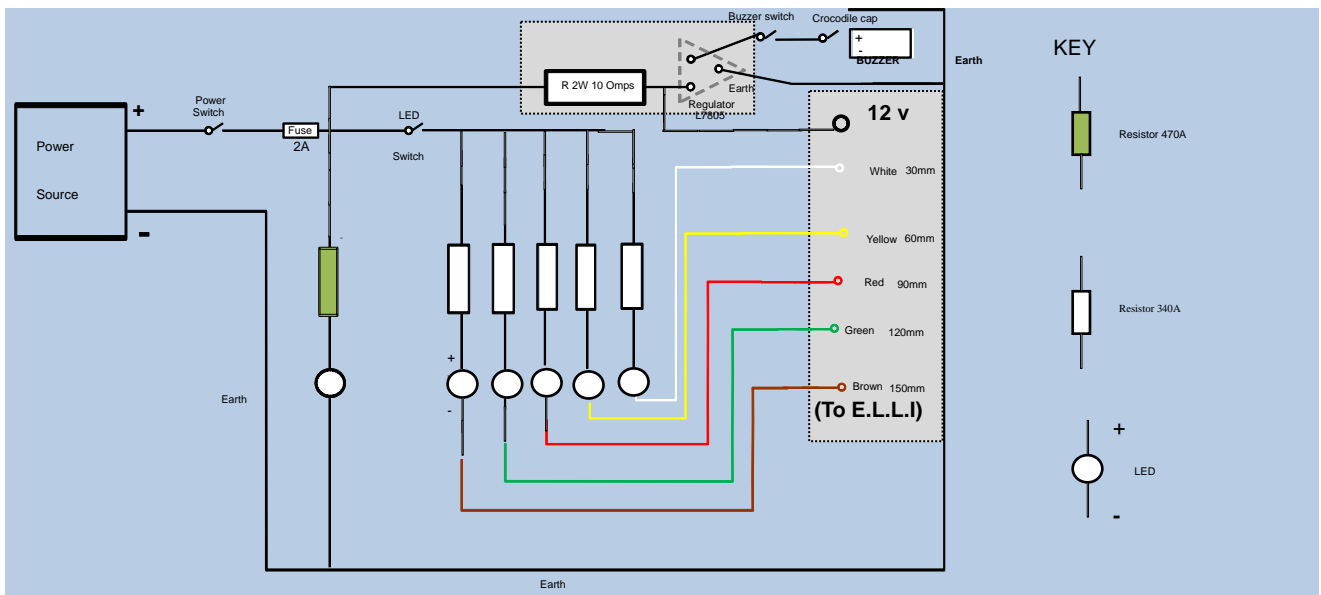 Buzzer switch
Crocodile cap
+
-
BUZZER
Earth
KEY
R 2W 10 Omps
Earth
Regulator
L7805
Power
Switch
+
Fuse
2A
LED
Switch
12 v
Power
Source
-
White 30mm
Yellow 60mm
Red 90mm
Green 120mm
Brown 150mm
(To E.L.L.I)
+
-
Earth
Earth
Resistor 470A
Resistor 340A
+
LED
-